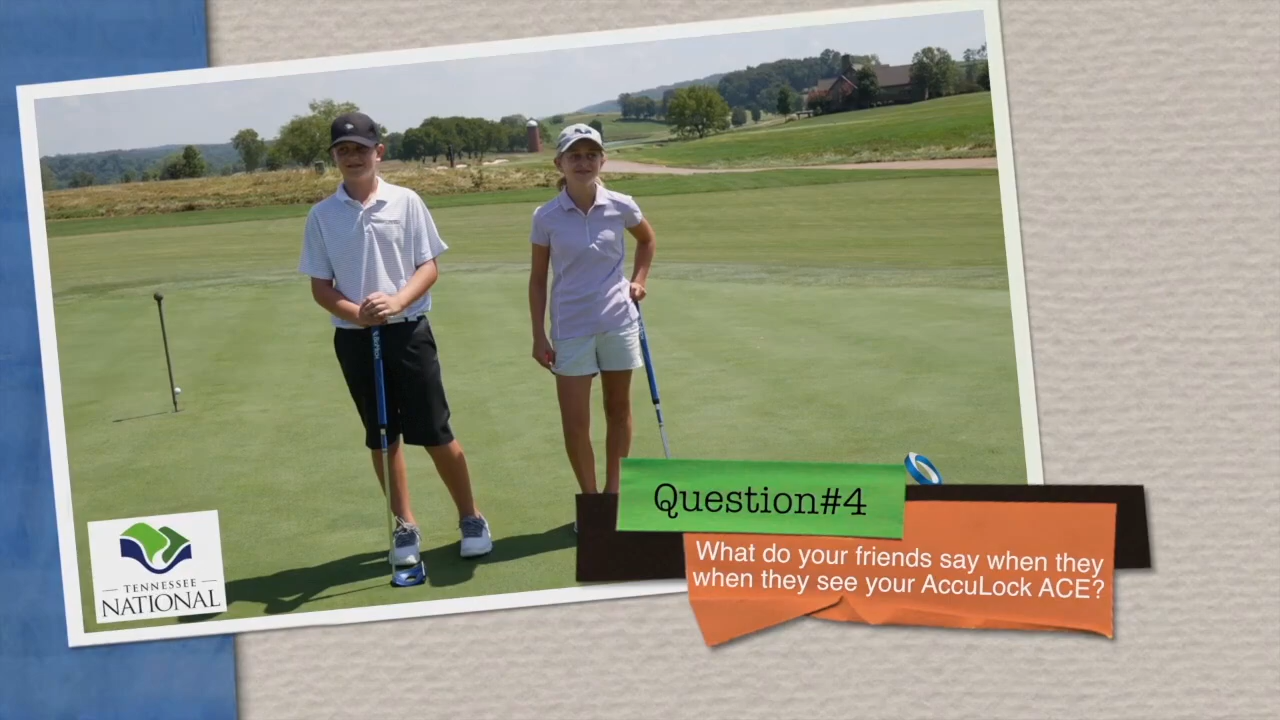 Question#4
What do your friends say when they
when they see your AccuLock ACE?
TENNESSEE
NATIONAL